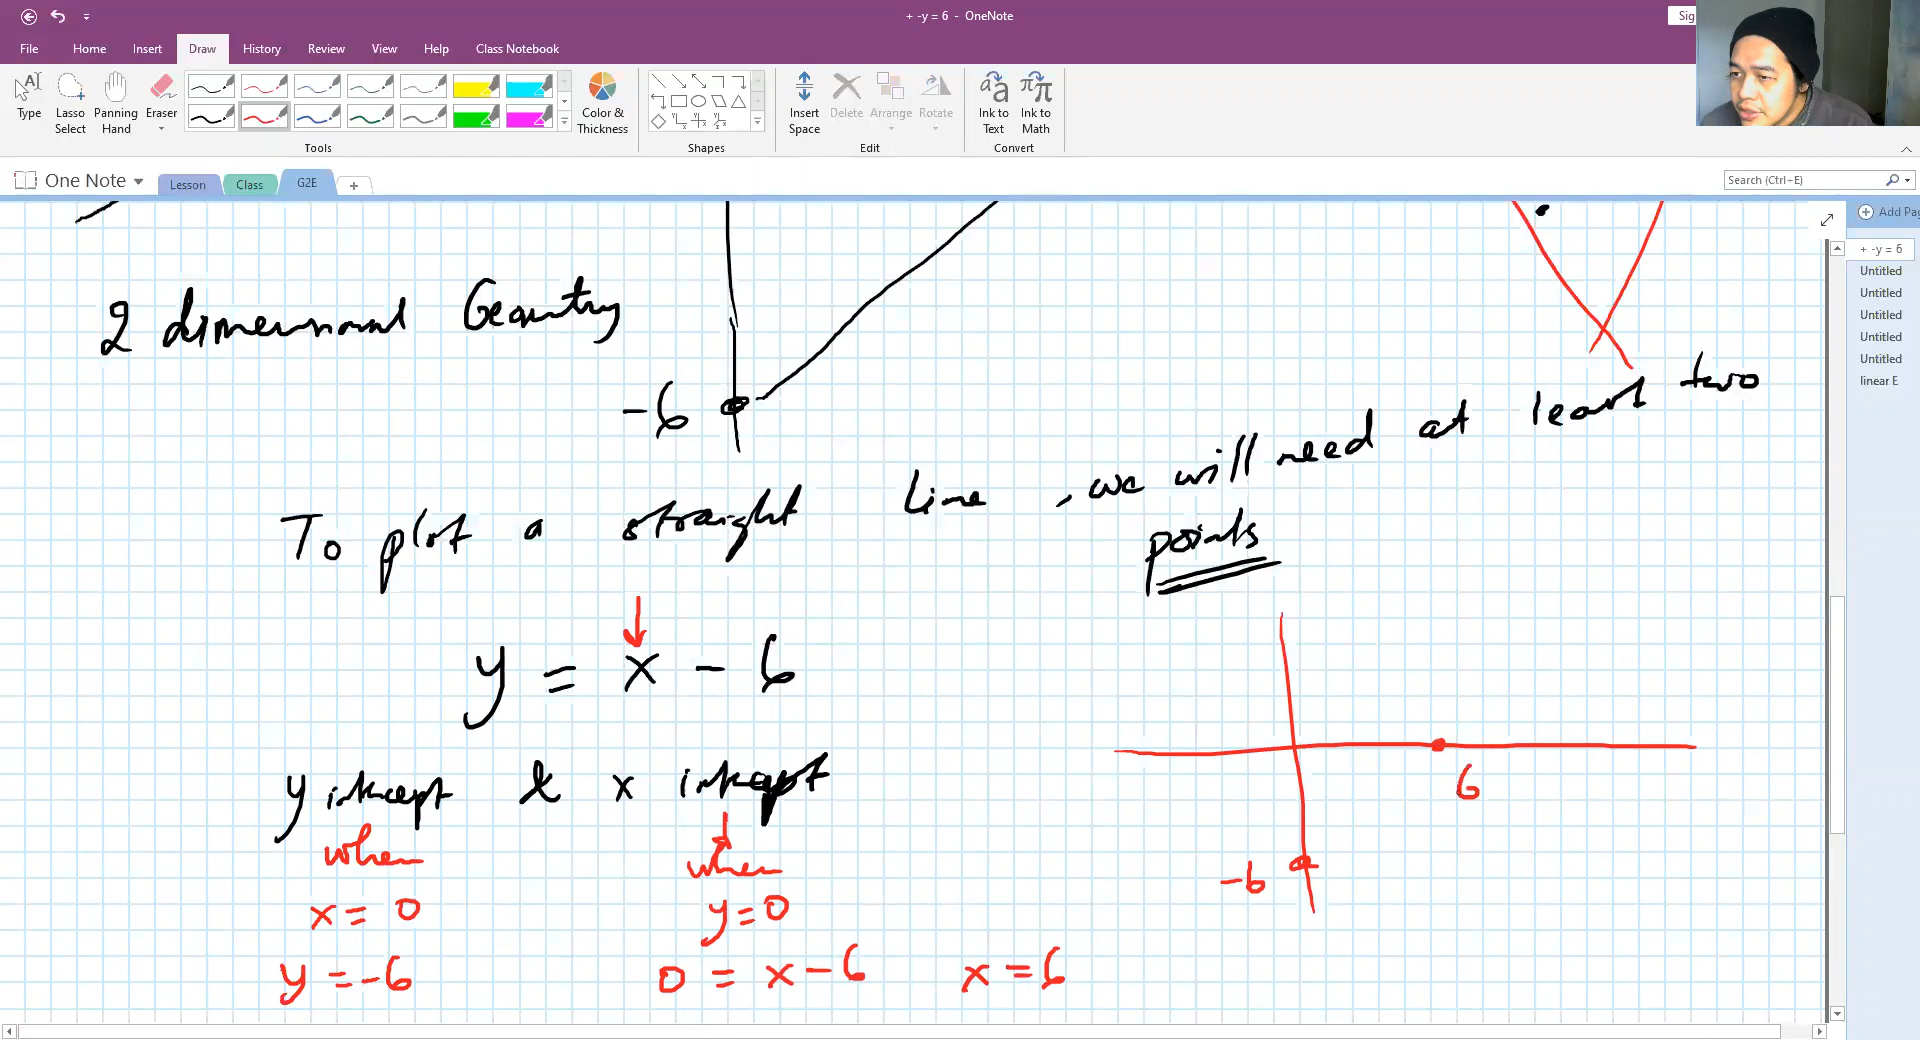 + -y = 6 - OneNote
Sig
File Home Insert Draw History Review View Help Class Notebook
Type
Lasso Select
Panning Hand
Eraser
Color & Thickness
Insert Space
Delete
Arrange
Rotate
Ink to Text
Ink to Math
Tools
Shapes
Edit
Convert
One Note
Lesson
Class
G2E
Search (Ctrl+E)
Add Pag
+ -y = 6
Untitled
Untitled
Untitled
Untitled
Untitled
linear E
2 dimensional Geometry
-6
To plot a straight line, we will need at least two
points
y = x - 6
y intercept & x intercept
when
when
x = 0
y = 0
y = -6
0 = x - 6
x = 6
6
-6